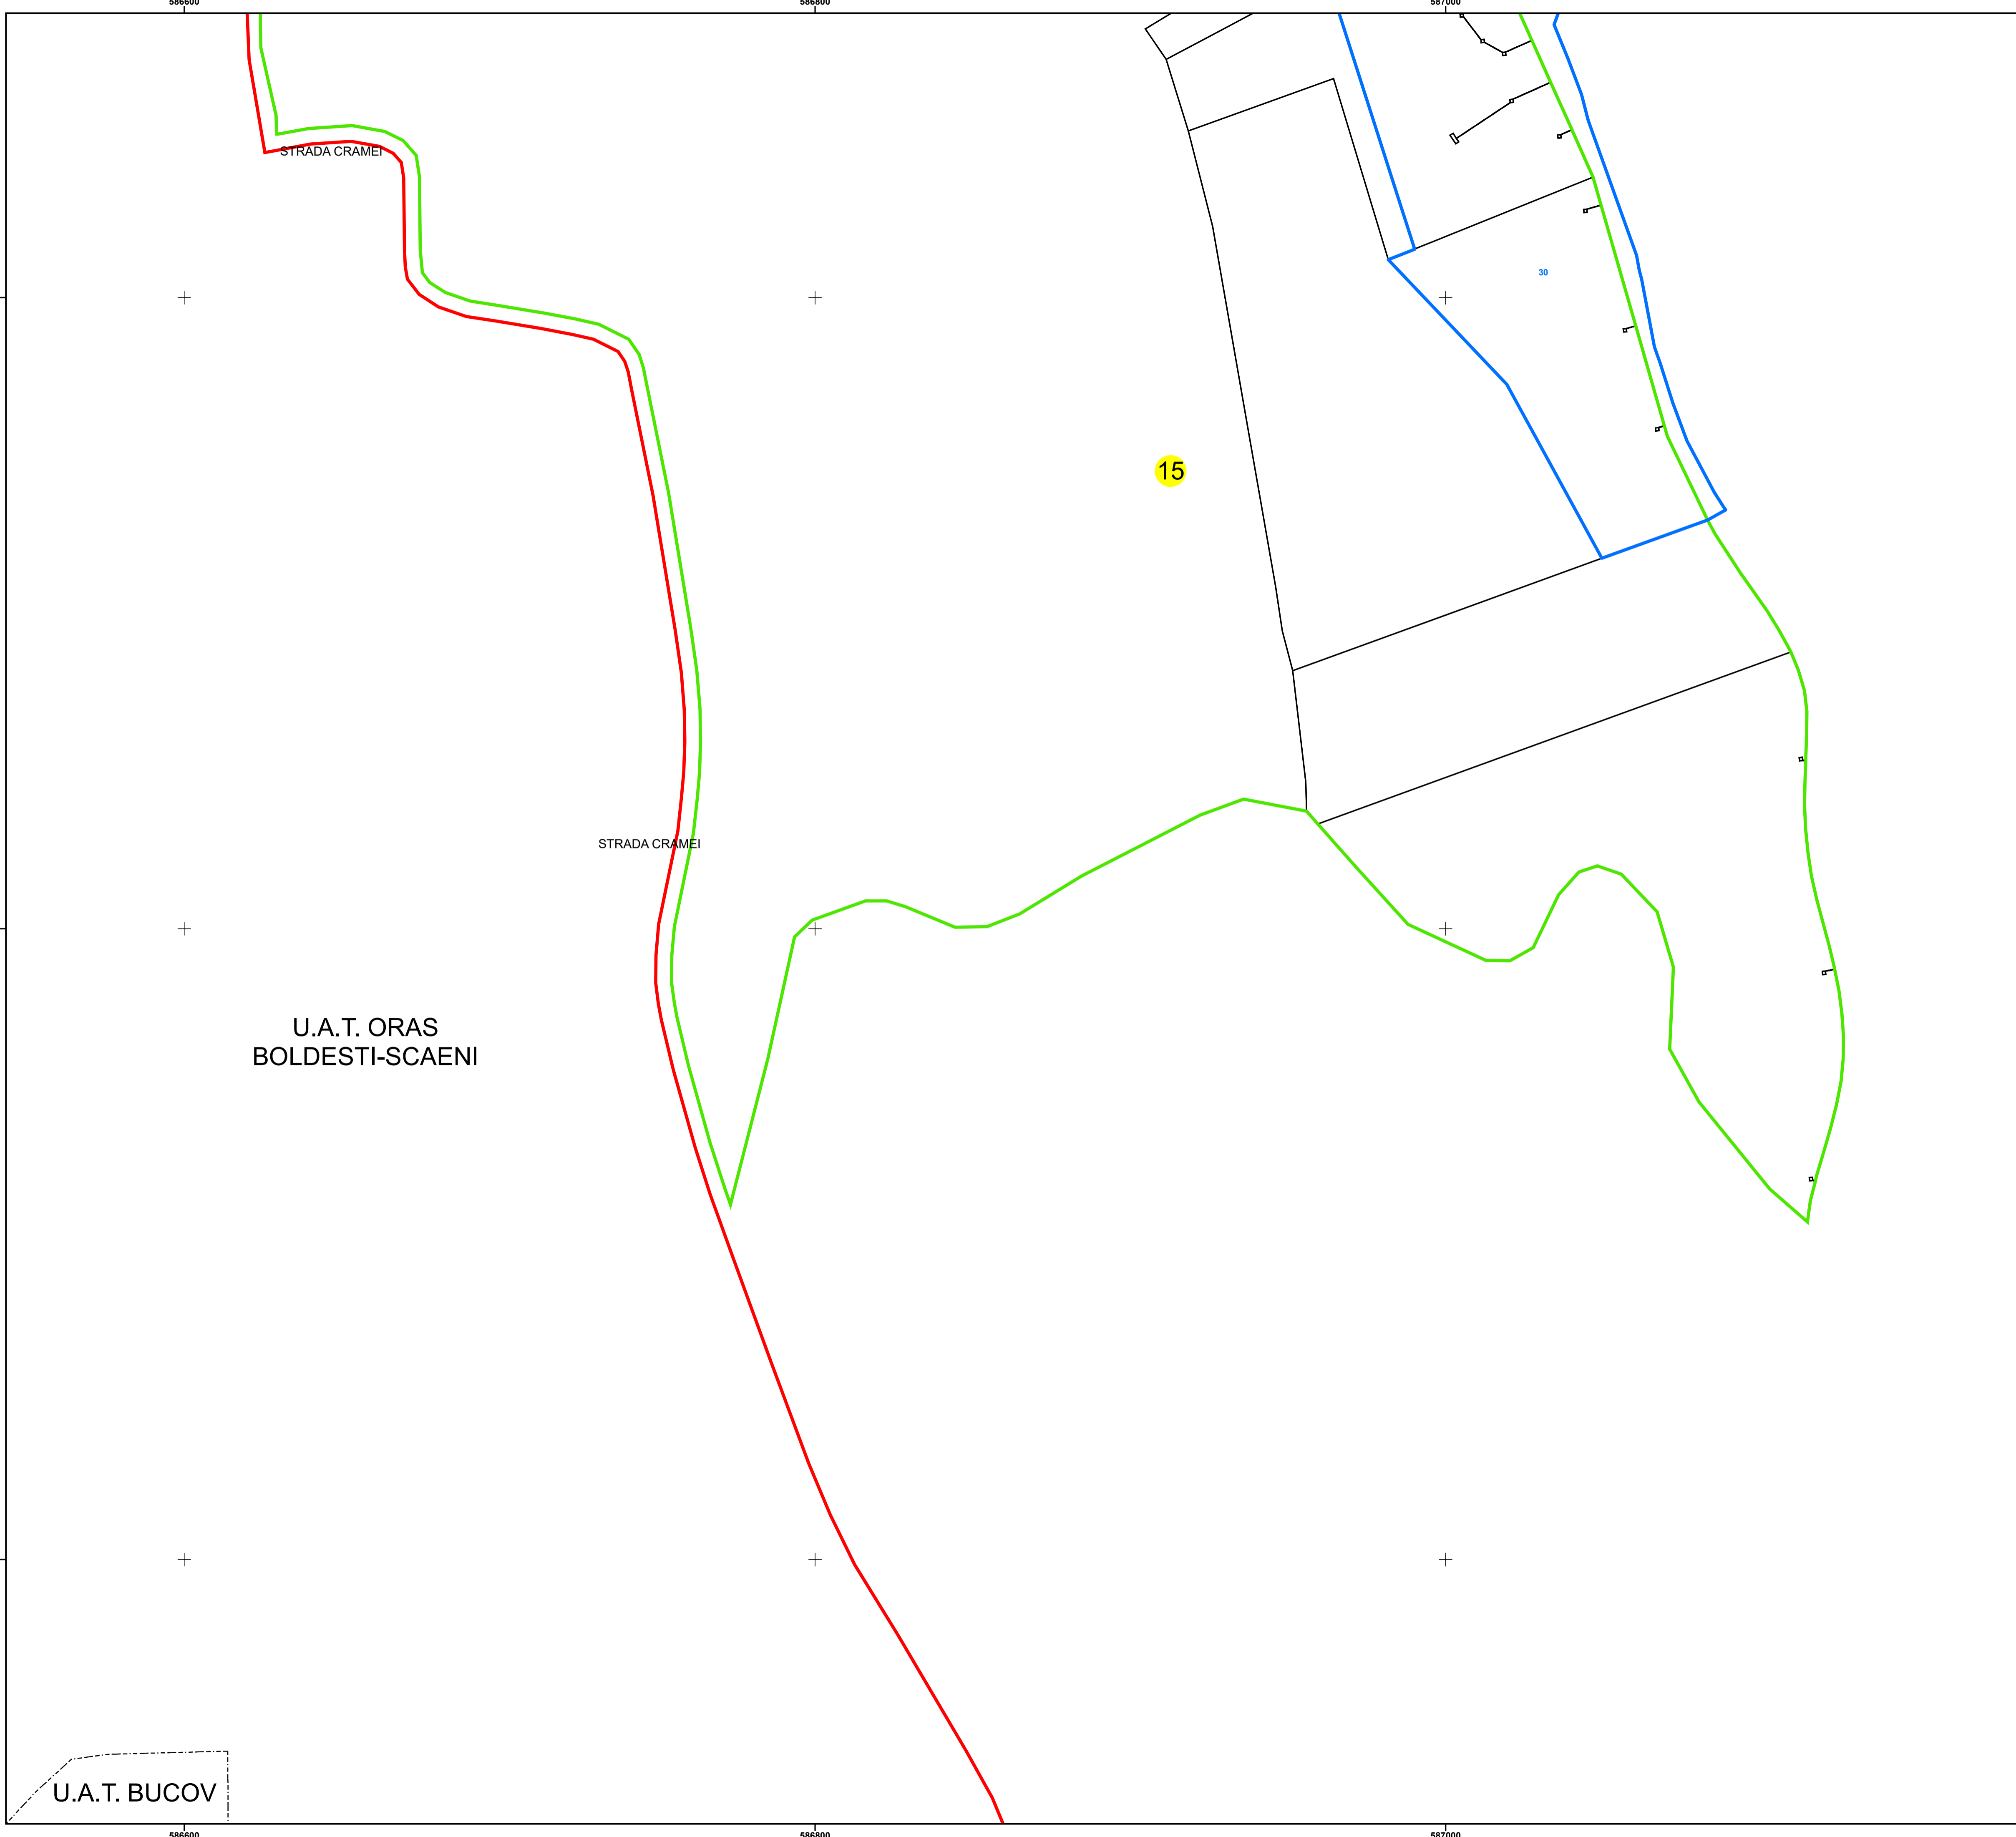 586600
586800
587000
STRADA CRAMEI
30
15
STRADA CRAMEI
U.A.T. ORAS
BOLDESTI-SCAENI
U.A.T. BUCOV
586600
586800
587000